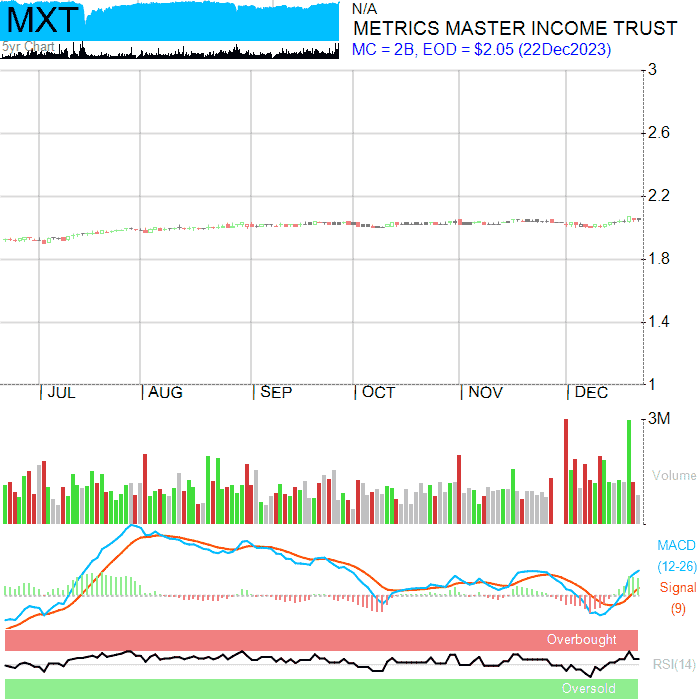 MXT
5yr Chart
N/A
METRICS MASTER INCOME TRUST
MC = 2B, EOD = $2.05 (22Dec2023)
3
2.6
2.2
1.8
1.4
1
JUL AUG SEP OCT NOV DEC
3M
Volume
MACD
(12-26)
Signal
(9)
Overbought
RSI(14)
Oversold